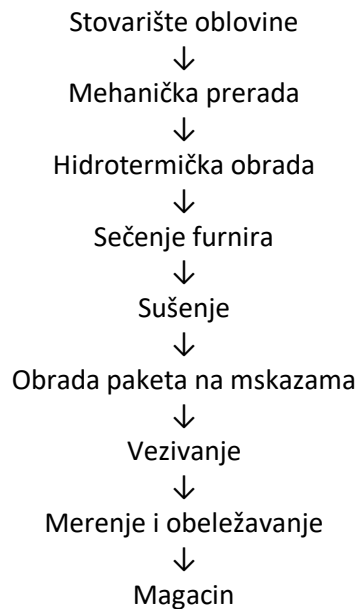 Stovarište oblovine
↓
Mehanička prerada
↓
Hidrotermička obrada
↓
Sečenje furnira
↓
Sušenje
↓
Obrada paketa na mskazama
↓
Vezivanje
↓
Merenje i obeležavanje
↓
Magacin